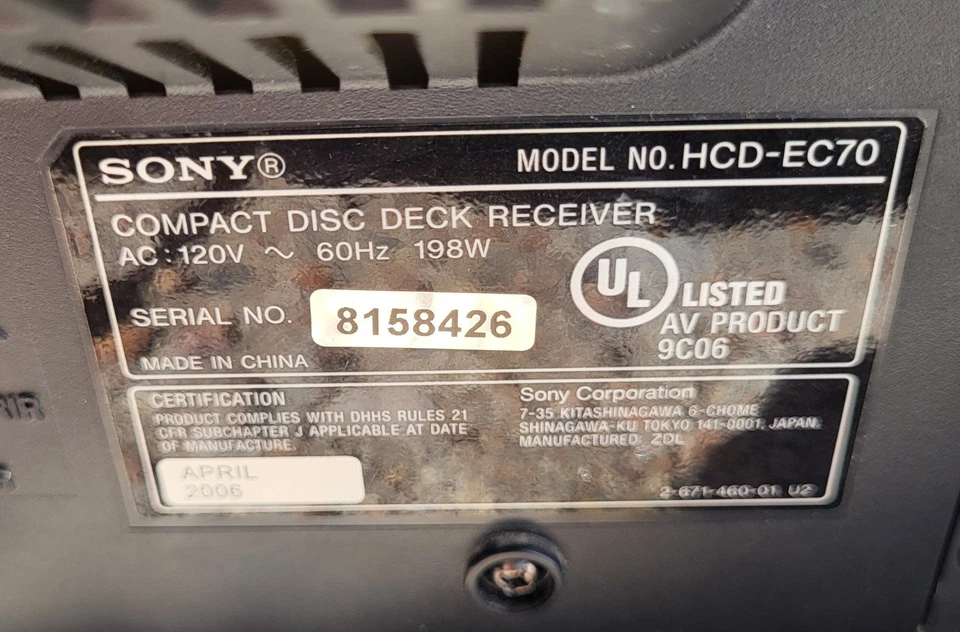 SONY®
MODEL NO. HCD-EC70
COMPACT DISC DECK RECEIVER
AC : 120V ~ 60Hz 198W
UL LISTED
AV PRODUCT
9C06
SERIAL NO. 8158426
MADE IN CHINA
CERTIFICATION
PRODUCT COMPLIES WITH DHHS RULES 21
CFR SUBCHAPTER J APPLICABLE AT DATE
OF MANUFACTURE.
APRIL
2006
Sony Corporation
7-35 KITASHINAGAWA 6-CHOME
SHINAGAWA-KU TOKYO 141-0001, JAPAN
MANUFACTURED: ZDL
2-671-460-01 U2